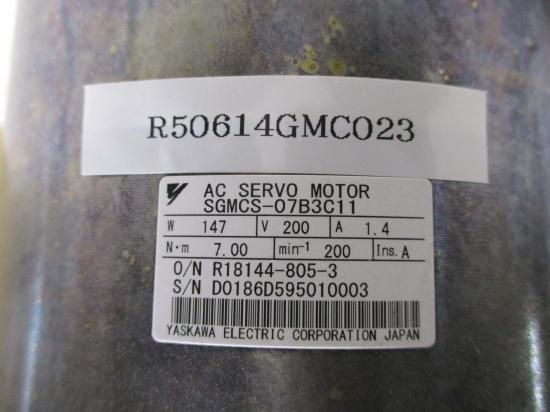 R50614GMC023
AC SERVO MOTOR
SGMCS-07B3C11
W 147 V 200 A 1.4
N·m 7.00 min⁻¹ 200 Ins. A
O/N R18144-805-3
S/N D0186D595010003
YASKAWA ELECTRIC CORPORATION JAPAN